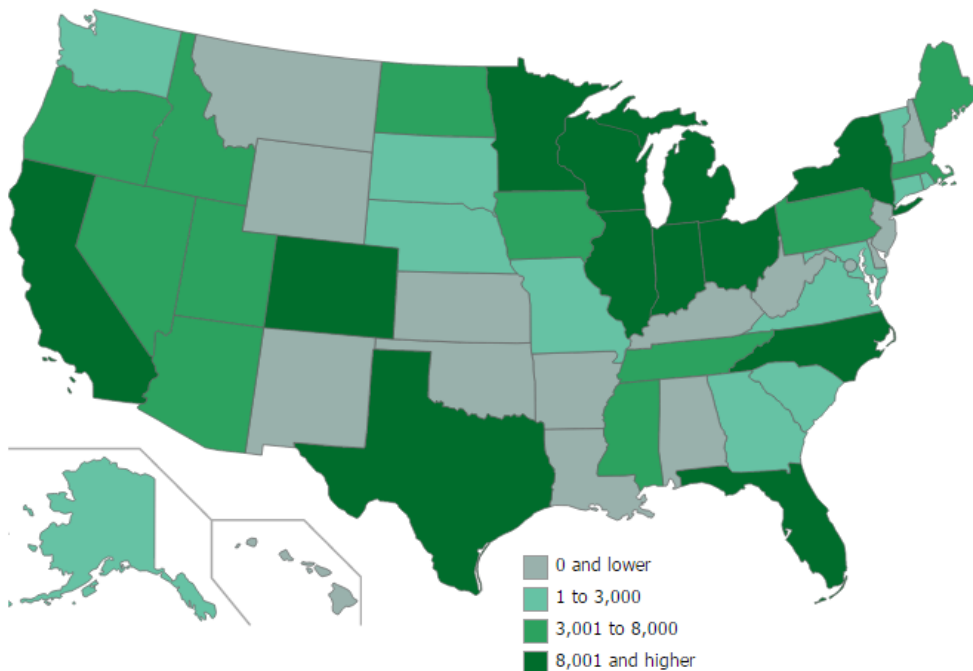 0 and lower
1 to 3,000
3,001 to 8,000
8,001 and higher